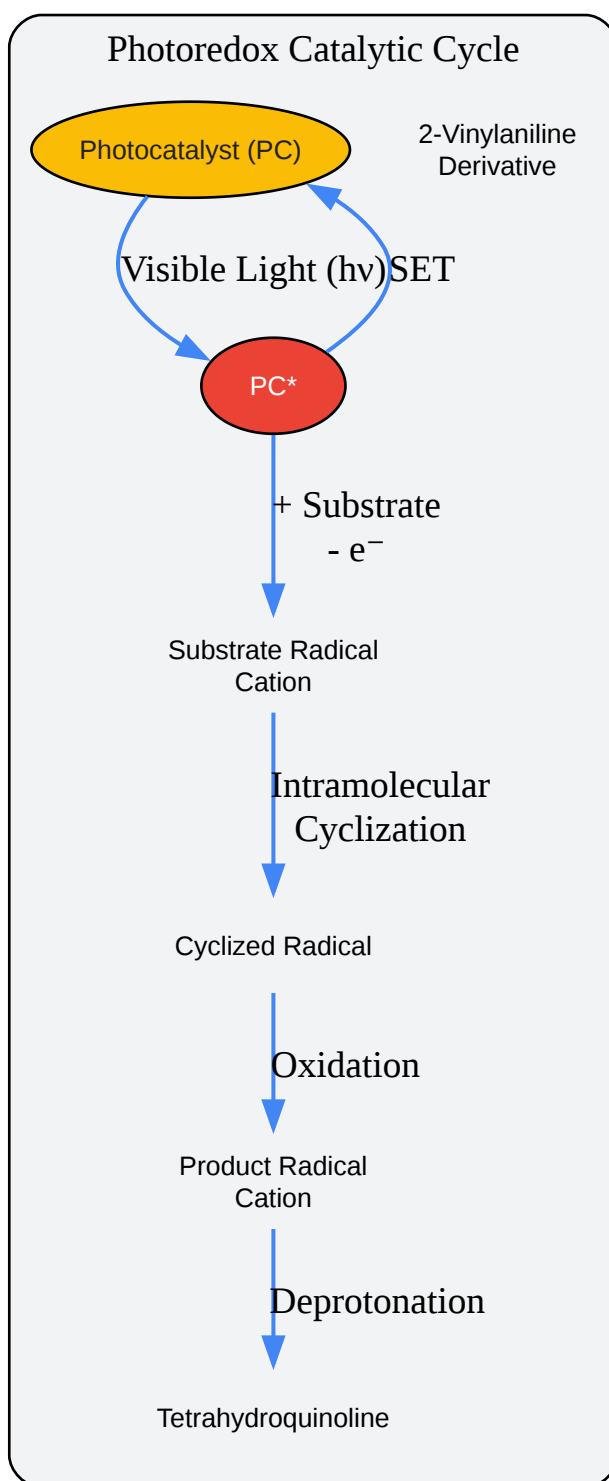 Photoredox Catalytic Cycle
Photocatalyst (PC)
2-Vinylaniline
Derivative
Visible Light (hν)
SET
PC*
+ Substrate
- e⁻
Substrate Radical
Cation
Intramolecular
Cyclization
Cyclized Radical
Oxidation
Product Radical
Cation
Deprotonation
Tetrahydroquinoline